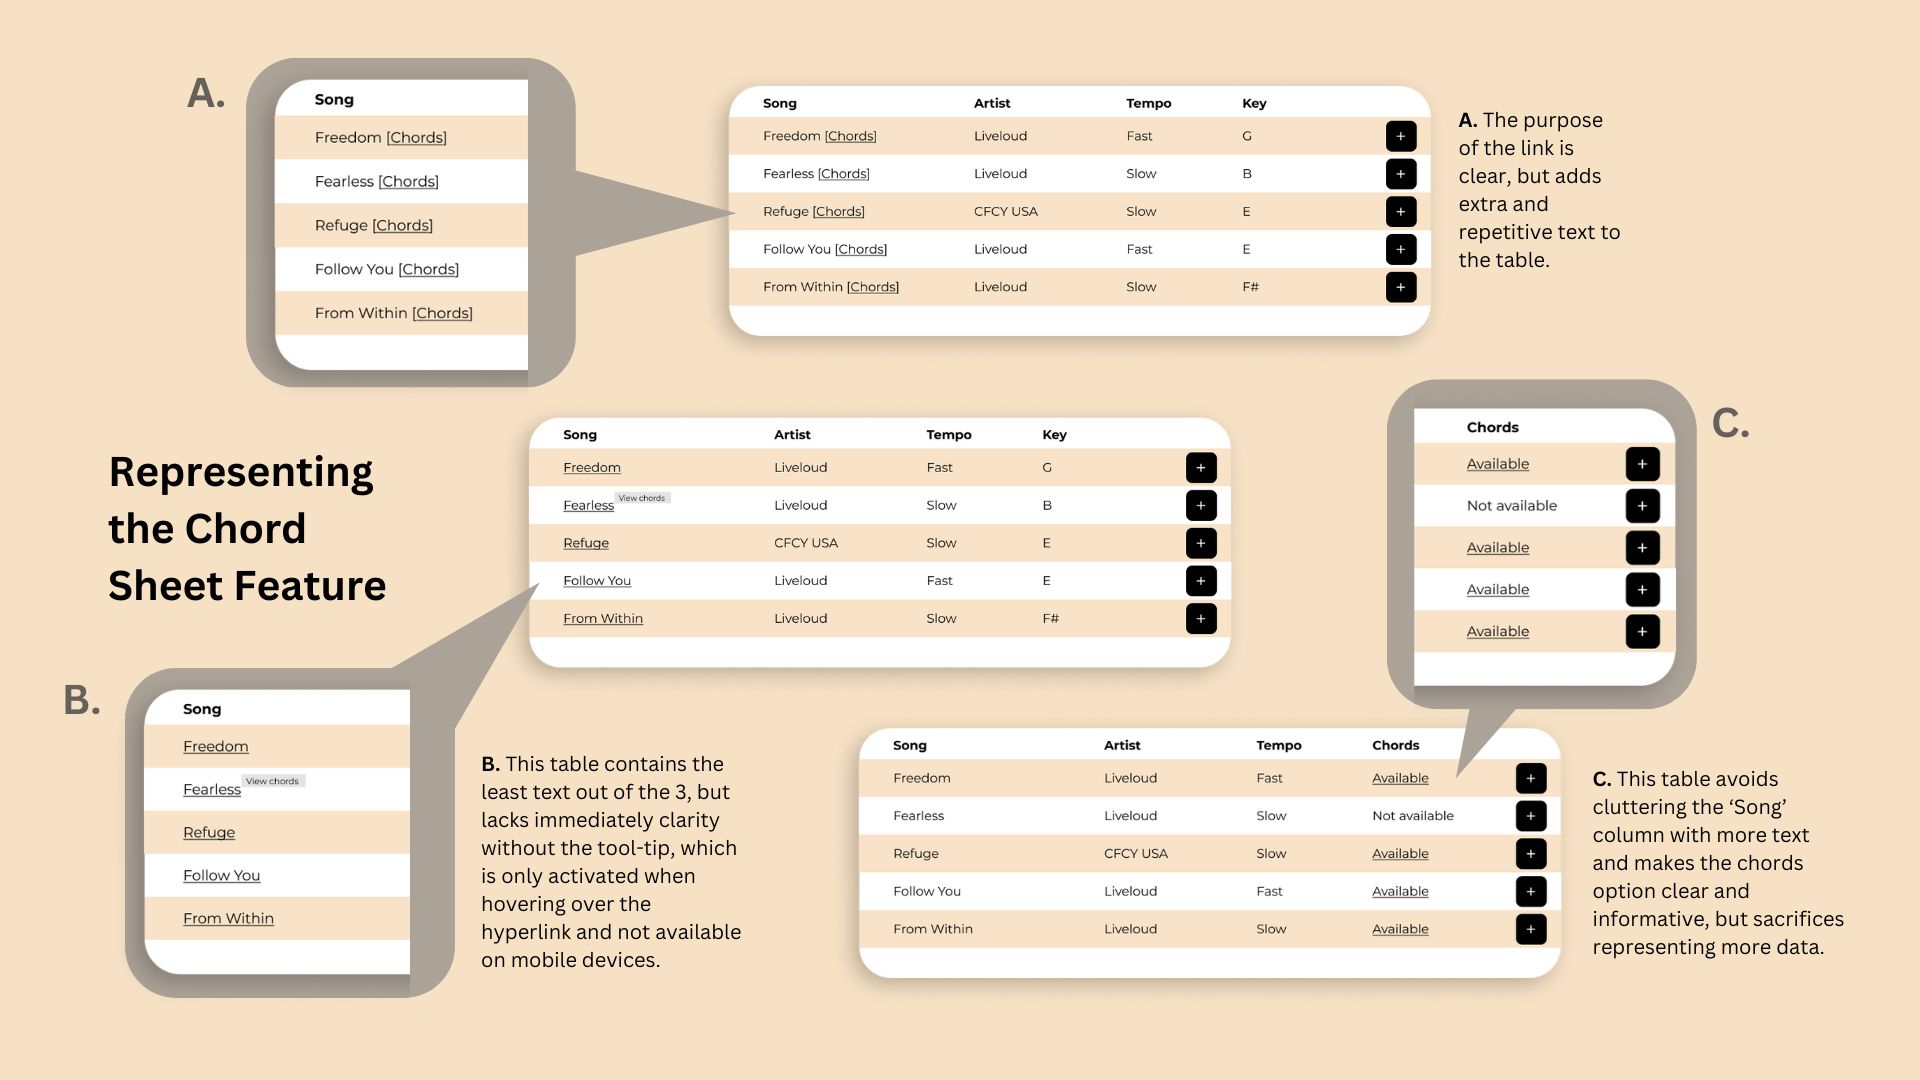 A.
Song
Freedom [Chords]
Fearless [Chords]
Refuge [Chords]
Follow You [Chords]
From Within [Chords]
Song Artist Tempo Key
Freedom [Chords] Liveloud Fast G +
Fearless [Chords] Liveloud Slow B +
Refuge [Chords] CFCY USA Slow E +
Follow You [Chords] Liveloud Fast E +
From Within [Chords] Liveloud Slow F# +
A. The purpose
of the link is
clear, but adds
extra and
repetitive text to
the table.
Representing
the Chord
Sheet Feature
Song Artist Tempo Key
Freedom Liveloud Fast G +
Fearless View chords Liveloud Slow B +
Refuge CFCY USA Slow E +
Follow You Liveloud Fast E +
From Within Liveloud Slow F# +
C.
Chords
Available +
Not available +
Available +
Available +
Available +
B.
Song
Freedom
Fearless View chords
Refuge
Follow You
From Within
B. This table contains the
least text out of the 3, but
lacks immediately clarity
without the tool-tip, which
is only activated when
hovering over the
hyperlink and not available
on mobile devices.
Song Artist Tempo Chords
Freedom Liveloud Fast Available +
Fearless Liveloud Slow Not available +
Refuge CFCY USA Slow Available +
Follow You Liveloud Fast Available +
From Within Liveloud Slow Available +
C. This table avoids
cluttering the ‘Song’
column with more text
and makes the chords
option clear and
informative, but sacrifices
representing more data.